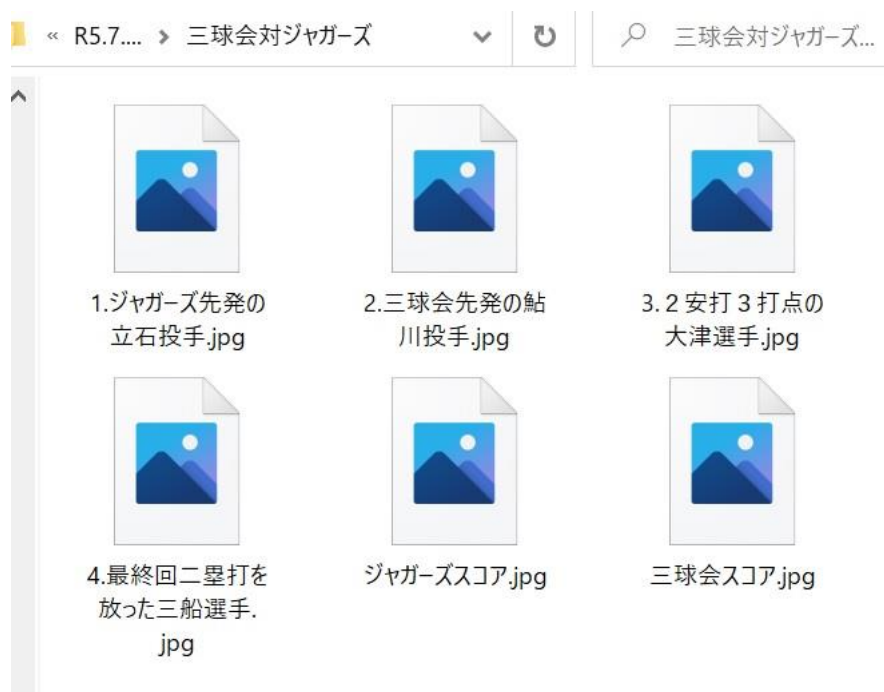 « R5.7.... › 三球会対ジャガーズ
三球会対ジャガーズ...
1.ジャガーズ先発の
立石投手.jpg
2.三球会先発の鮎
川投手.jpg
3.２安打３打点の
大津選手.jpg
4.最終回二塁打を
放った三船選手.
jpg
ジャガーズスコア.jpg
三球会スコア.jpg